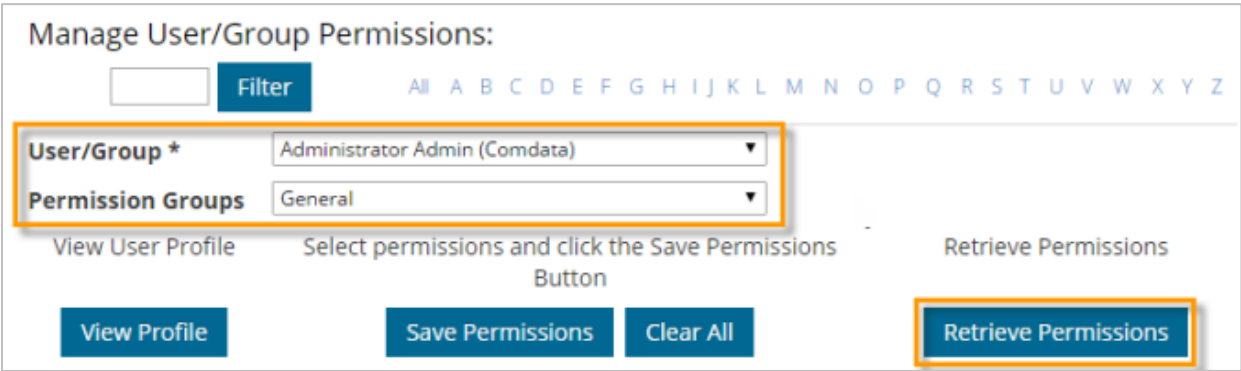 Manage User/Group Permissions:
Filter All A B C D E F G H I J K L M N O P Q R S T U V W X Y Z
User/Group * Administrator Admin (Comdata)
Permission Groups General
View User Profile Select permissions and click the Save Permissions Retrieve Permissions
Button
View Profile Save Permissions Clear All Retrieve Permissions